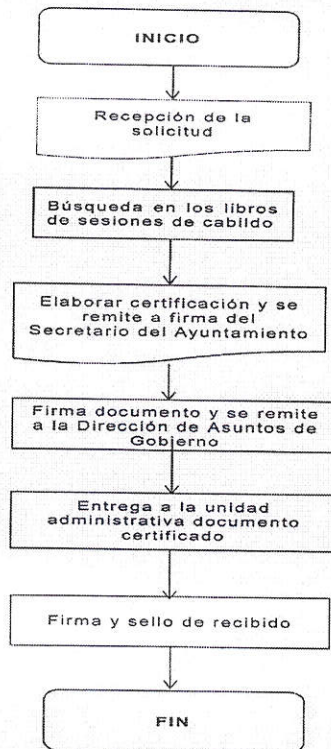 INICIO
Recepción de la
solicitud
Búsqueda en los libros
de sesiones de cabildo
Elaborar certificación y se
remite a firma del
Secretario del Ayuntamiento
Firma documento y se remite
a la Dirección de Asuntos de
Gobierno
Entrega a la unidad
administrativa documento
certificado
Firma y sello de recibido
FIN